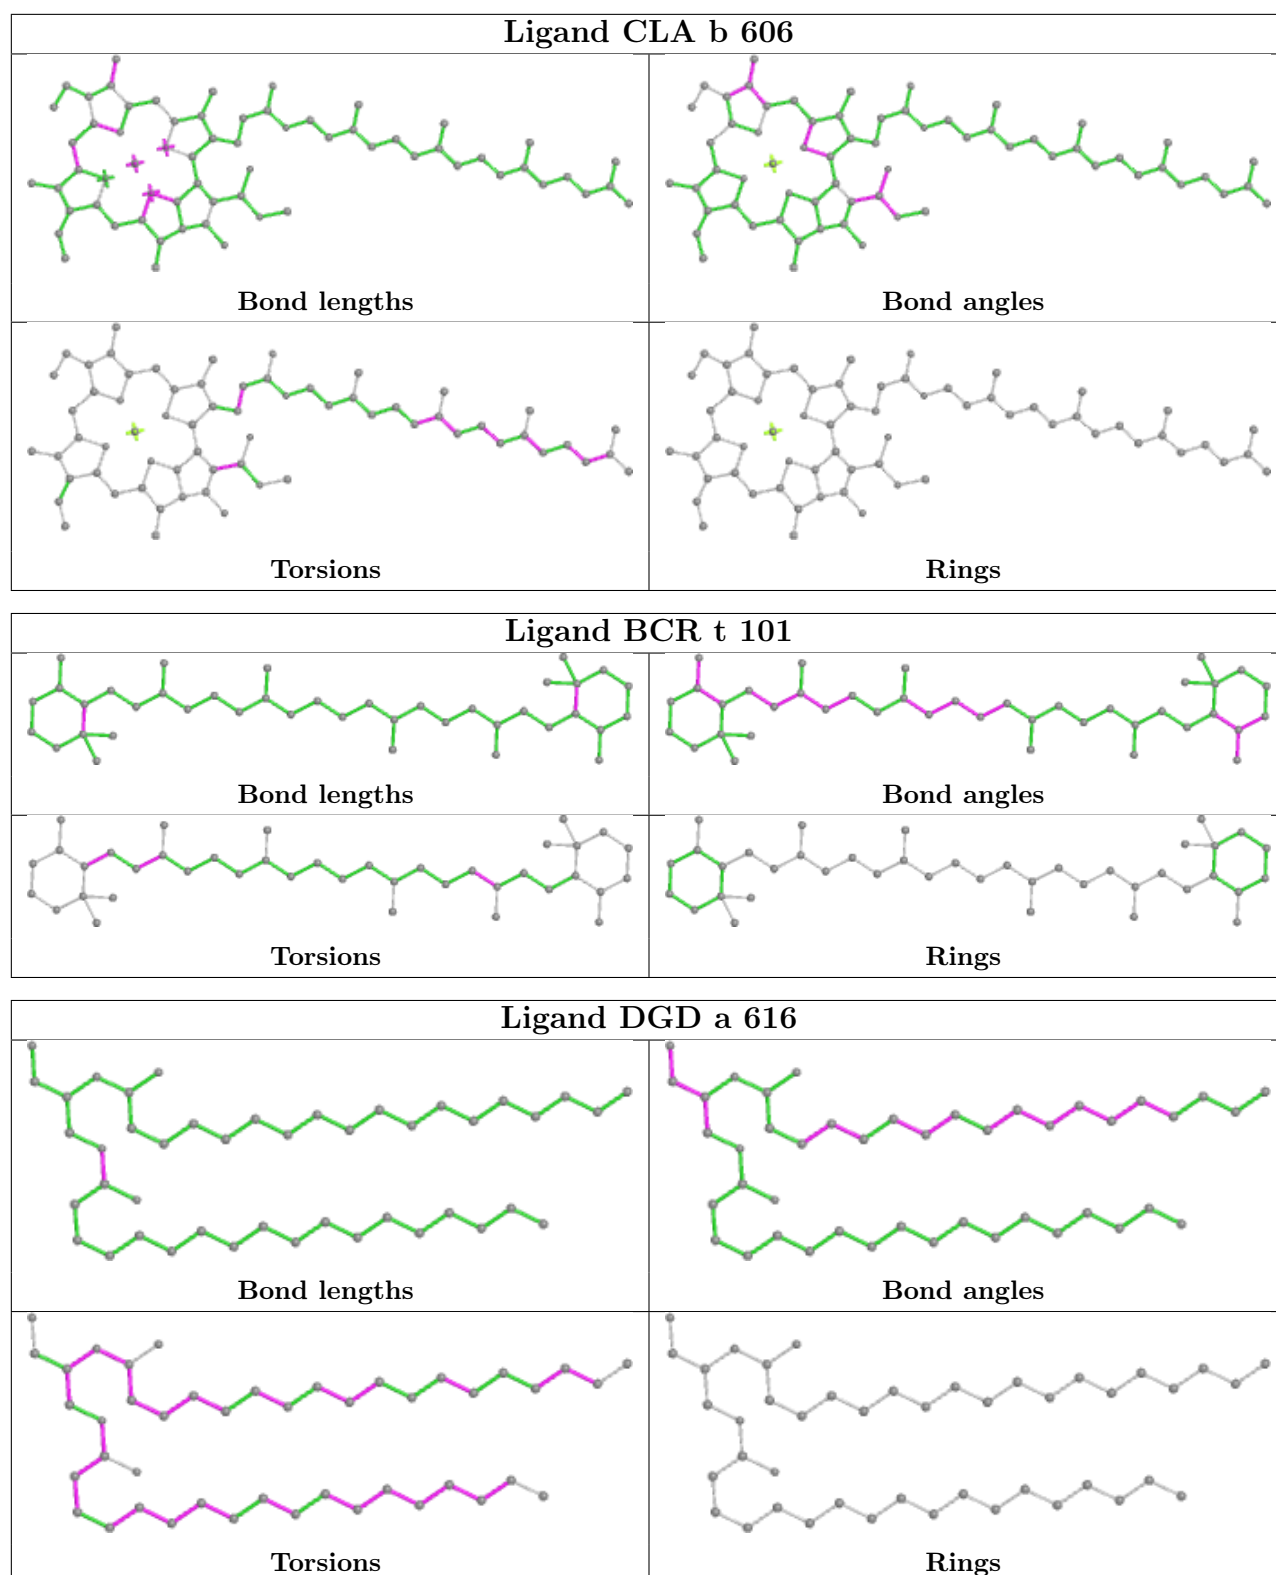 Ligand CLA b 606
Bond lengths
Bond angles
Torsions
Rings
Ligand BCR t 101
Bond lengths
Bond angles
Torsions
Rings
Ligand DGD a 616
Bond lengths
Bond angles
Torsions
Rings